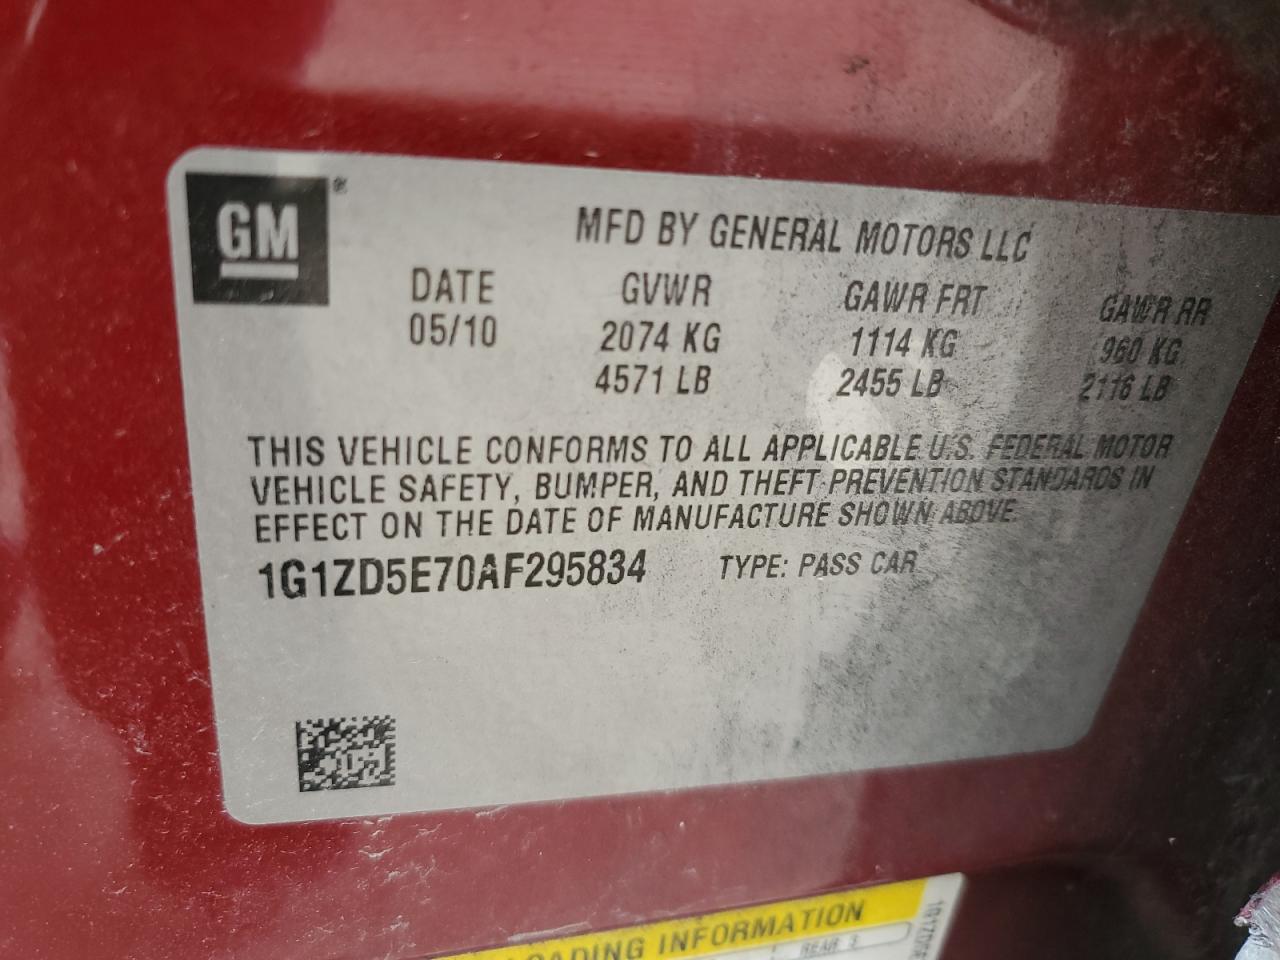 GM ®
MFD BY GENERAL MOTORS LLC
DATE GVWR GAWR FRT GAWR RR
05/10 2074 KG 1114 KG 960 KG
4571 LB 2455 LB 2116 LB
THIS VEHICLE CONFORMS TO ALL APPLICABLE U.S. FEDERAL MOTOR
VEHICLE SAFETY, BUMPER, AND THEFT PREVENTION STANDARDS IN
EFFECT ON THE DATE OF MANUFACTURE SHOWN ABOVE.
1G1ZD5E70AF295834 TYPE: PASS CAR
INFORMATION
REAR